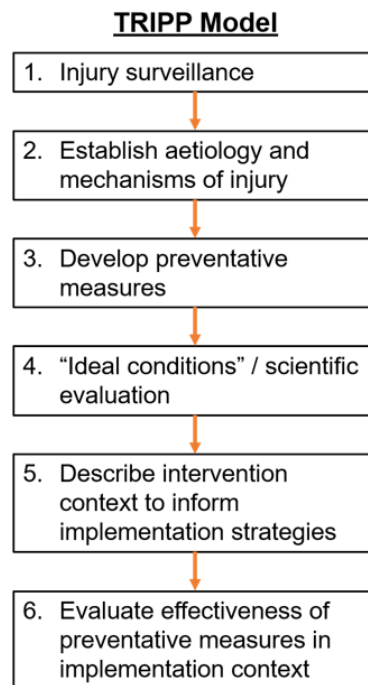 TRIPP Model
1. Injury surveillance
2. Establish aetiology and
mechanisms of injury
3. Develop preventative
measures
4. “Ideal conditions” / scientific
evaluation
5. Describe intervention
context to inform
implementation strategies
6. Evaluate effectiveness of
preventative measures in
implementation context